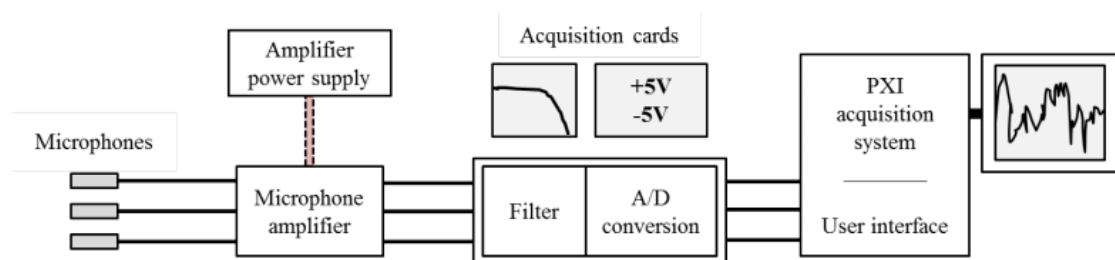 Amplifier
power supply
Acquisition cards
+5V
-5V
PXI
acquisition
system
User interface
Microphones
Microphone
amplifier
Filter
A/D
conversion